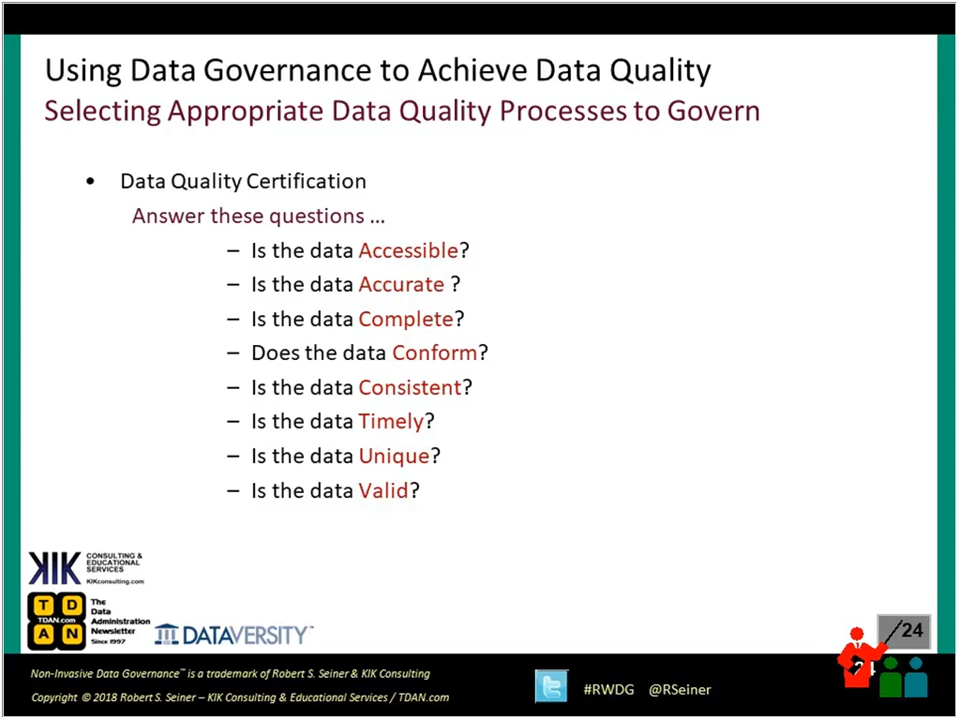 Using Data Governance to Achieve Data Quality
Selecting Appropriate Data Quality Processes to Govern
• Data Quality Certification
Answer these questions …
– Is the data Accessible?
– Is the data Accurate ?
– Is the data Complete?
– Does the data Conform?
– Is the data Consistent?
– Is the data Timely?
– Is the data Unique?
– Is the data Valid?
KIK
CONSULTING &
EDUCATIONAL
SERVICES
KIKconsulting.com
T D
TDAN.com
A N
The
Data
Administration
Newsletter
Since 1997
DATAVERSITY™
/24
24
Non-Invasive Data Governance™ is a trademark of Robert S. Seiner & KIK Consulting
Copyright © 2018 Robert S. Seiner – KIK Consulting & Educational Services / TDAN.com
#RWDG @RSeiner